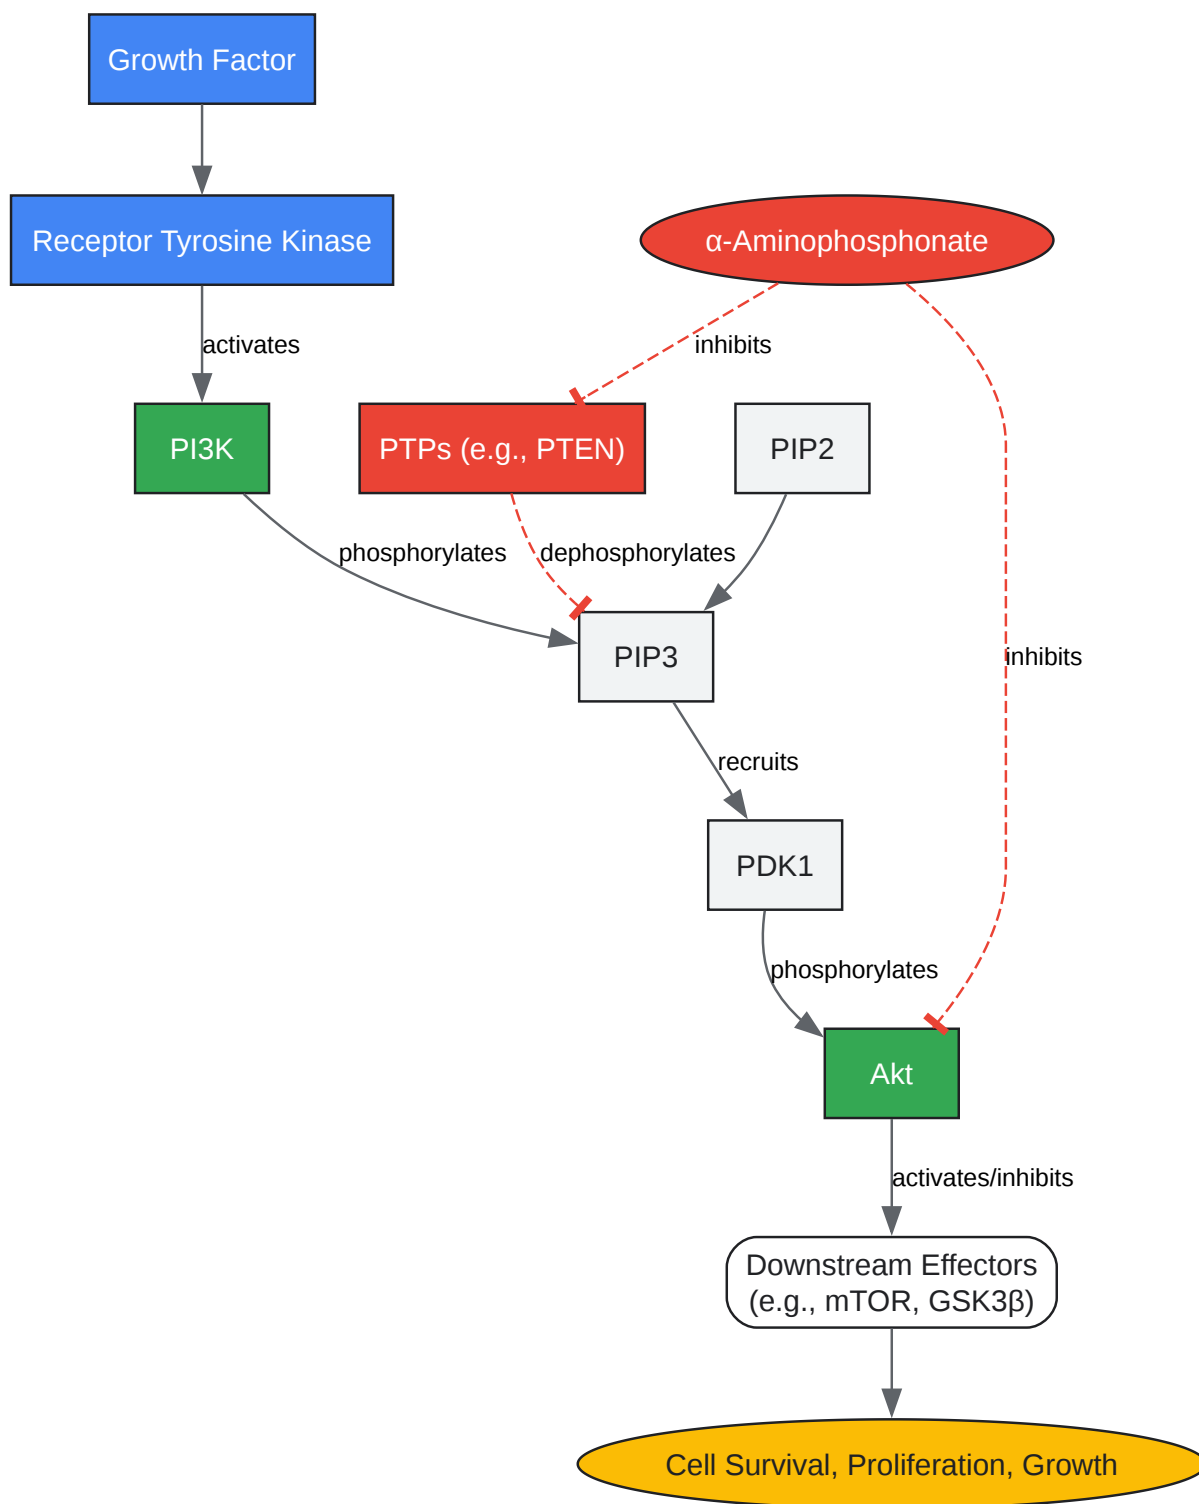 Growth Factor
Receptor Tyrosine Kinase
α-Aminophosphonate
activates
inhibits
PI3K
PTPs (e.g., PTEN)
PIP2
phosphorylates
dephosphorylates
PIP3
inhibits
recruits
PDK1
phosphorylates
Akt
activates/inhibits
Downstream Effectors
(e.g., mTOR, GSK3β)
Cell Survival, Proliferation, Growth